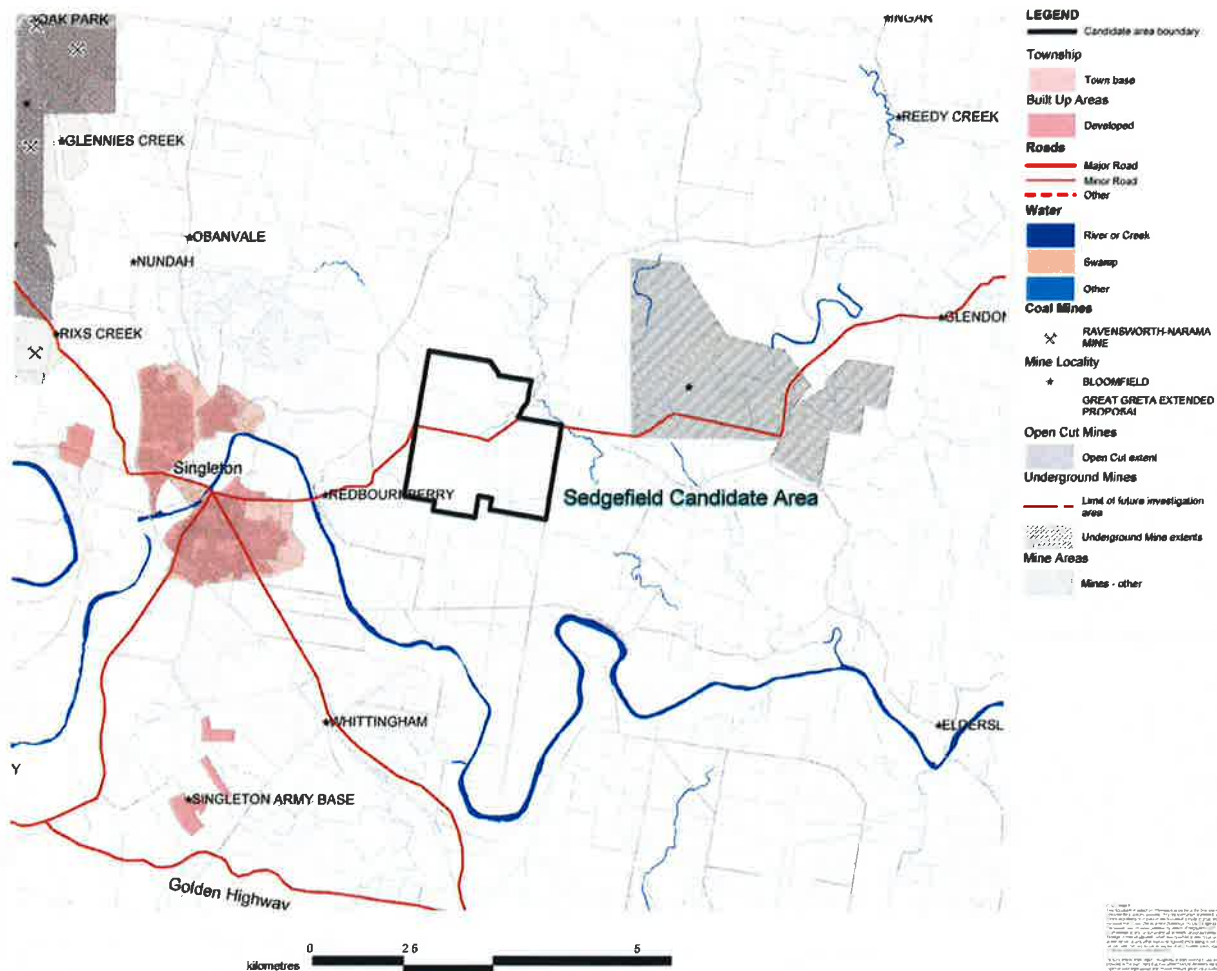 OAK PARK
INGAR
REEDY CREEK
GLENNIES CREEK
OBANVALE
NUNDAH
RIXS CREEK
GLENDON
Singleton
REDBOURNBERRY
Sedgefield Candidate Area
WHITTINGHAM
ELDERSL
Y
SINGLETON ARMY BASE
Golden Highway
kilometres
0
2 5
5
LEGEND
Candidate area boundary
Township
Town base
Built Up Areas
Developed
Roads
Major Road
Minor Road
Other
Water
River or Creek
Swamp
Other
Coal Mines
RAVENSWORTH-NARAMA
MINE
Mine Locality
BLOOMFIELD
GREAT GRETA EXTENDED
PROPOSAL
Open Cut Mines
Open Cut extent
Underground Mines
Limit of future investigation
area
Underground Mine extents
Mine Areas
Mines - other